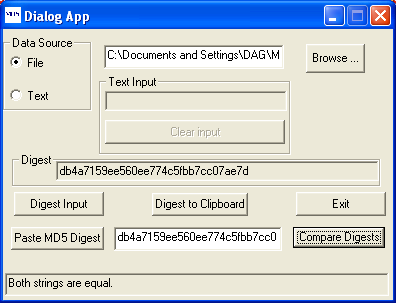 Dialog App
Data Source
File
Text
C:\Documents and Settings\DAG\M
Browse ...
Text Input
Clear input
Digest
db4a7159ee560ee774c5fbb7cc07ae7d
Digest Input
Digest to Clipboard
Exit
Paste MD5 Digest
db4a7159ee560ee774c5fbb7cc0
Compare Digests
Both strings are equal.